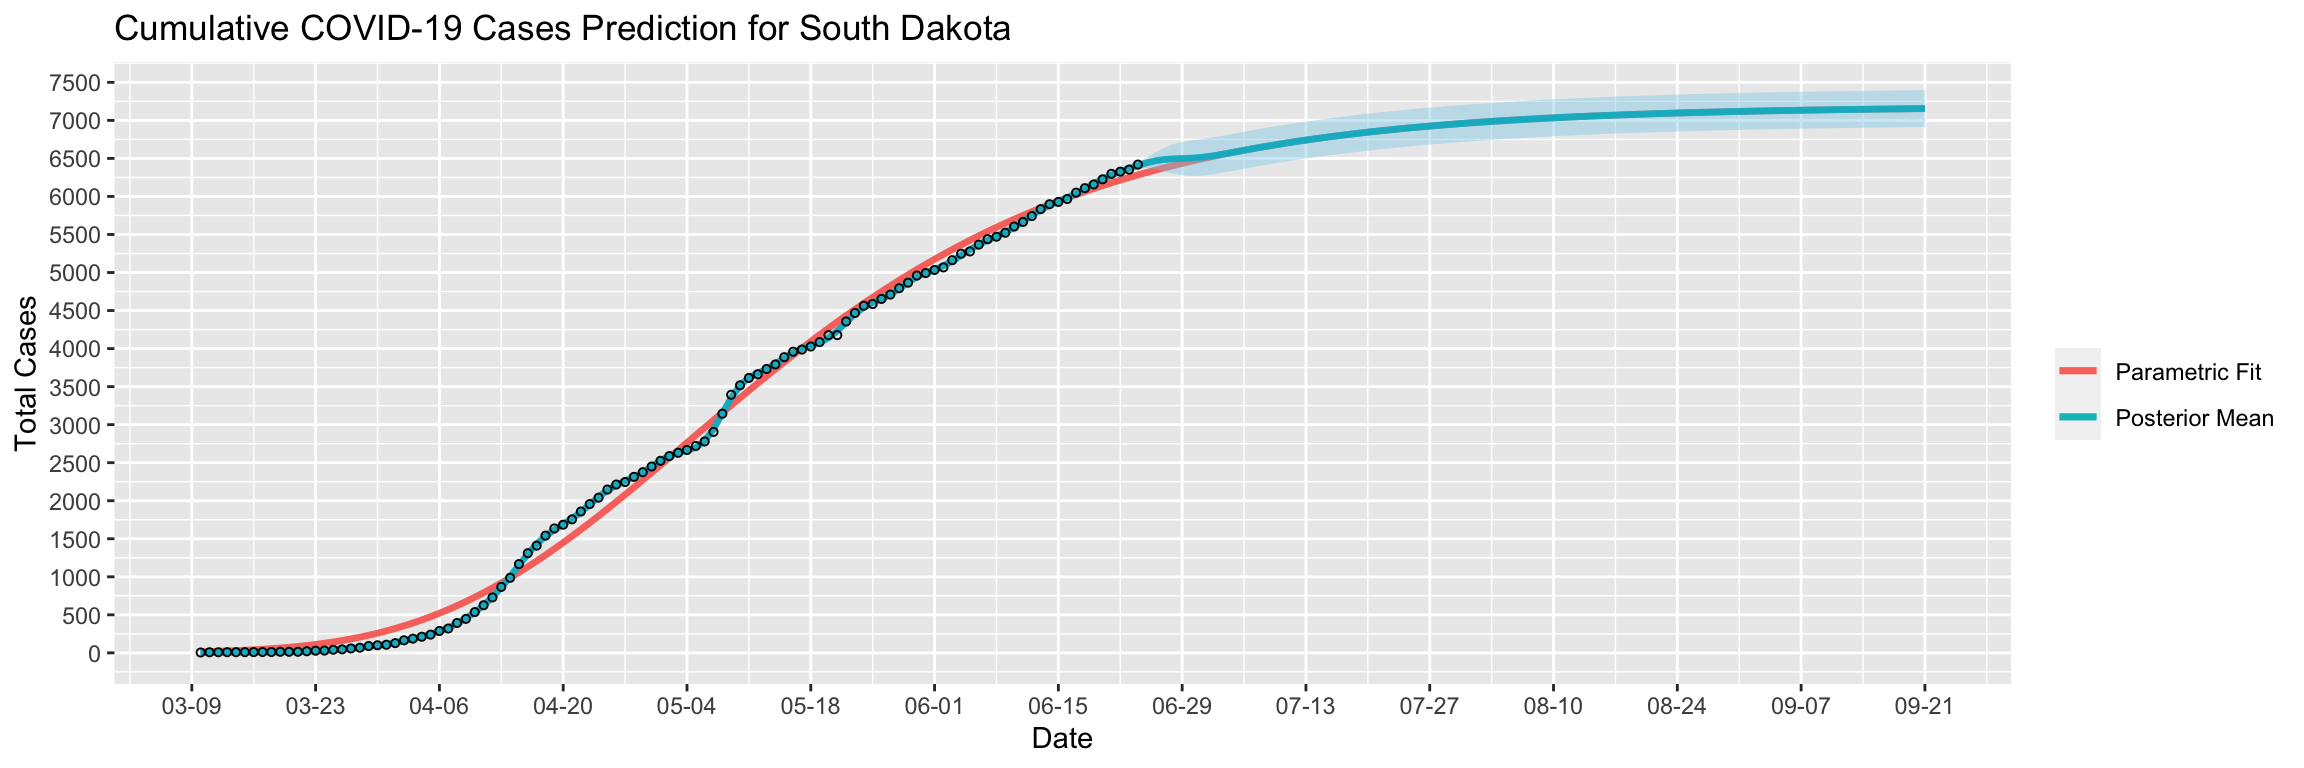 Cumulative COVID-19 Cases Prediction for South Dakota
7500
7000
6500
6000
5500
5000
4500
4000
3500
3000
2500
2000
1500
1000
500
0
Total Cases
03-09 03-23 04-06 04-20 05-04 05-18 06-01 06-15 06-29 07-13 07-27 08-10 08-24 09-07 09-21
Date
Parametric Fit
Posterior Mean